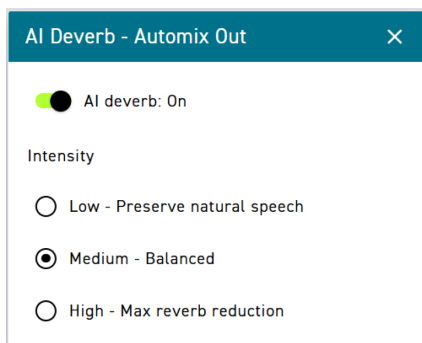 AI Deverb - Automix Out
AI deverb: On
Intensity
Low - Preserve natural speech
Medium - Balanced
High - Max reverb reduction